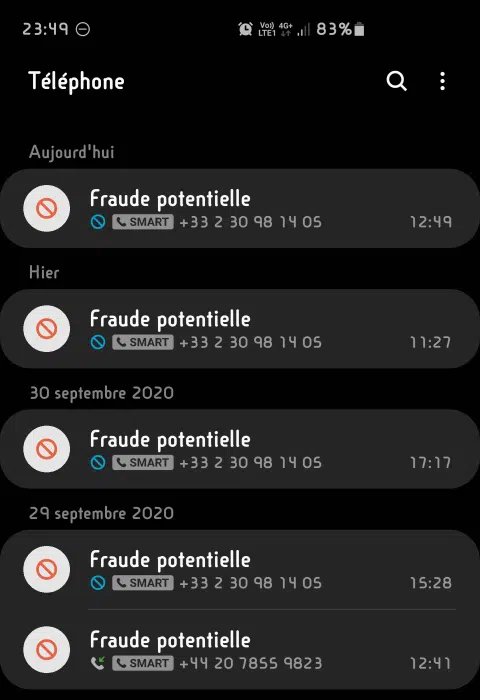 23:49 Vo)) LTE1 4G+ 83%
Téléphone
Aujourd'hui
Fraude potentielle
SMART +33 2 30 98 14 05 12:49
Hier
Fraude potentielle
SMART +33 2 30 98 14 05 11:27
30 septembre 2020
Fraude potentielle
SMART +33 2 30 98 14 05 17:17
29 septembre 2020
Fraude potentielle
SMART +33 2 30 98 14 05 15:28
Fraude potentielle
SMART +44 20 7855 9823 12:41